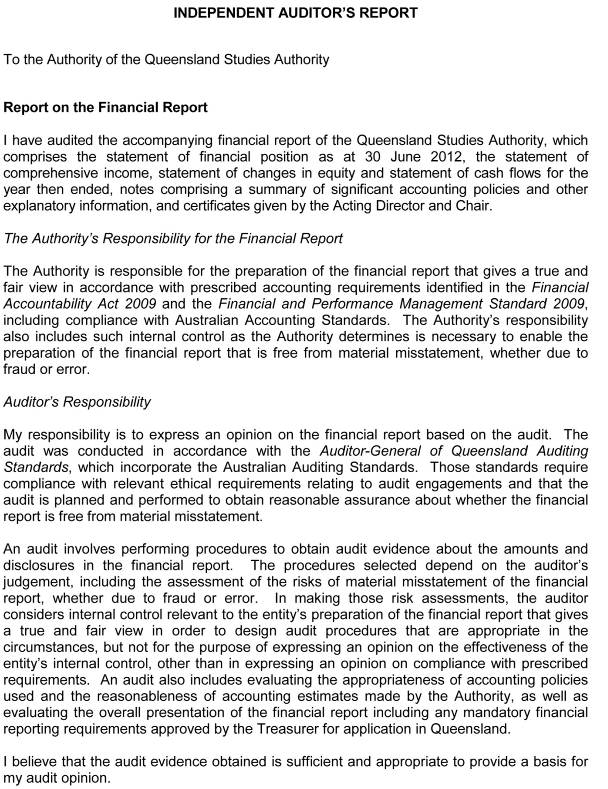 INDEPENDENT AUDITOR’S REPORT
To the Authority of the Queensland Studies Authority
Report on the Financial Report
I have audited the accompanying financial report of the Queensland Studies Authority, which
comprises the statement of financial position as at 30 June 2012, the statement of
comprehensive income, statement of changes in equity and statement of cash flows for the
year then ended, notes comprising a summary of significant accounting policies and other
explanatory information, and certificates given by the Acting Director and Chair.
The Authority’s Responsibility for the Financial Report
The Authority is responsible for the preparation of the financial report that gives a true and
fair view in accordance with prescribed accounting requirements identified in the Financial
Accountability Act 2009 and the Financial and Performance Management Standard 2009,
including compliance with Australian Accounting Standards. The Authority’s responsibility
also includes such internal control as the Authority determines is necessary to enable the
preparation of the financial report that is free from material misstatement, whether due to
fraud or error.
Auditor’s Responsibility
My responsibility is to express an opinion on the financial report based on the audit. The
audit was conducted in accordance with the Auditor-General of Queensland Auditing
Standards, which incorporate the Australian Auditing Standards. Those standards require
compliance with relevant ethical requirements relating to audit engagements and that the
audit is planned and performed to obtain reasonable assurance about whether the financial
report is free from material misstatement.
An audit involves performing procedures to obtain audit evidence about the amounts and
disclosures in the financial report. The procedures selected depend on the auditor’s
judgement, including the assessment of the risks of material misstatement of the financial
report, whether due to fraud or error. In making those risk assessments, the auditor
considers internal control relevant to the entity’s preparation of the financial report that gives
a true and fair view in order to design audit procedures that are appropriate in the
circumstances, but not for the purpose of expressing an opinion on the effectiveness of the
entity’s internal control, other than in expressing an opinion on compliance with prescribed
requirements. An audit also includes evaluating the appropriateness of accounting policies
used and the reasonableness of accounting estimates made by the Authority, as well as
evaluating the overall presentation of the financial report including any mandatory financial
reporting requirements approved by the Treasurer for application in Queensland.
I believe that the audit evidence obtained is sufficient and appropriate to provide a basis for
my audit opinion.